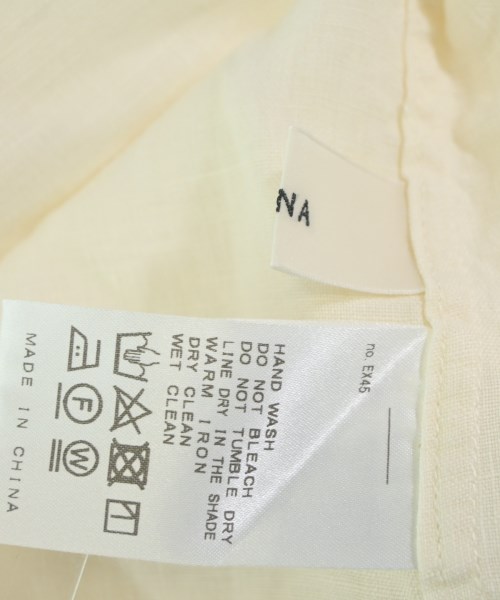 NA
no. EX45
HAND WASH
DO NOT BLEACH
DO NOT TUMBLE DRY
LINE DRY IN THE SHADE
WARM IRON
DRY CLEAN
WET CLEAN
F
W
MADE IN CHINA